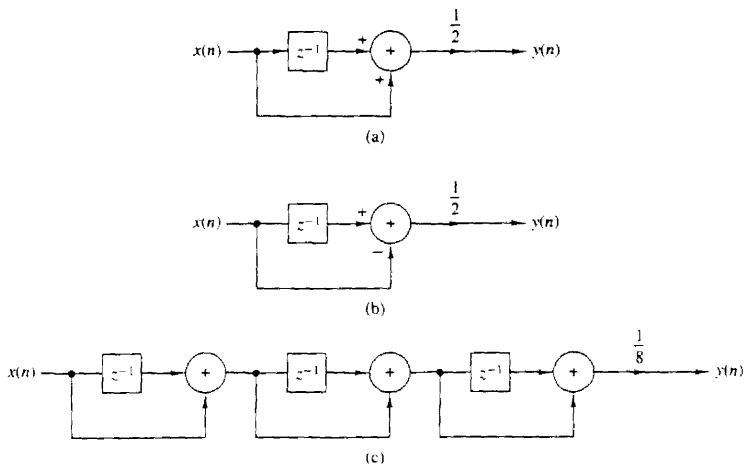 1/2
x(n) z⁻¹ + + + y(n)
(a)
1/2
x(n) z⁻¹ + + − y(n)
(b)
1/8
x(n) z⁻¹ + z⁻¹ + z⁻¹ + y(n)
(c)